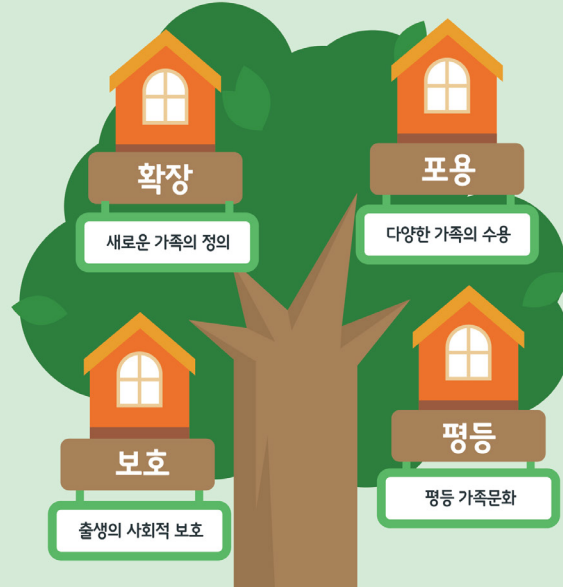 확장
새로운 가족의 정의
포용
다양한 가족의 수용
보호
출생의 사회적 보호
평등
평등 가족문화